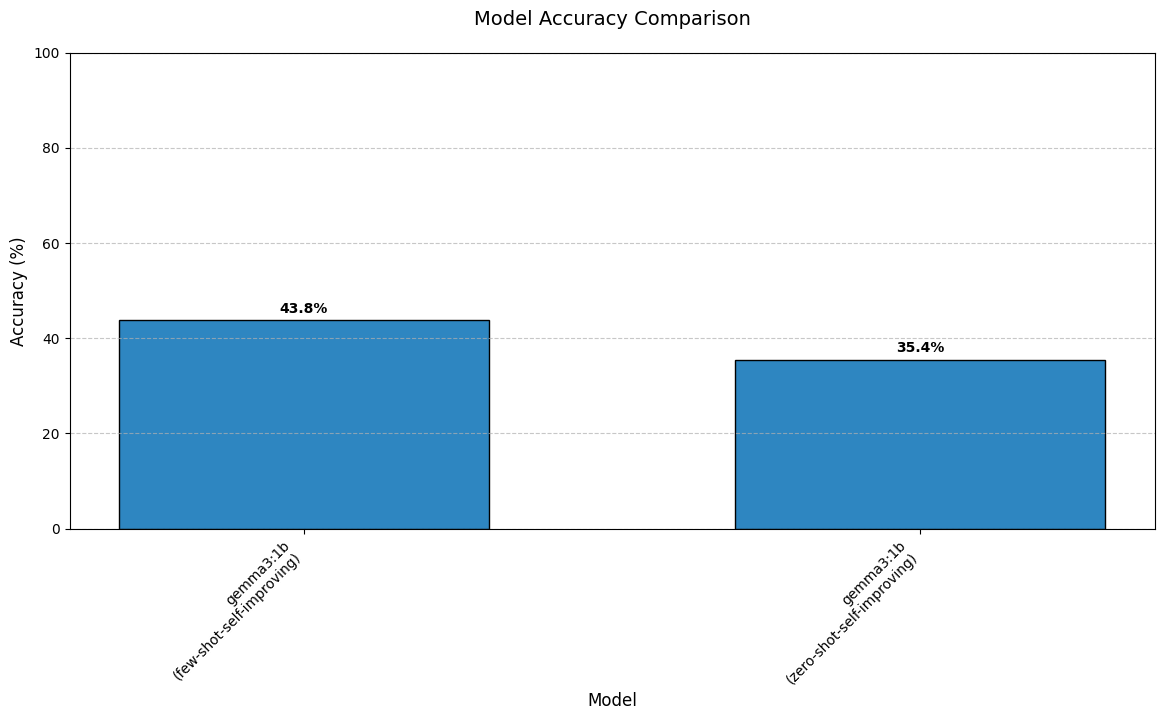 Model Accuracy Comparison
Accuracy (%)
100
80
60
40
20
0
43.8%
35.4%
gemma3:1b
(few-shot-self-improving)
gemma3:1b
(zero-shot-self-improving)
Model